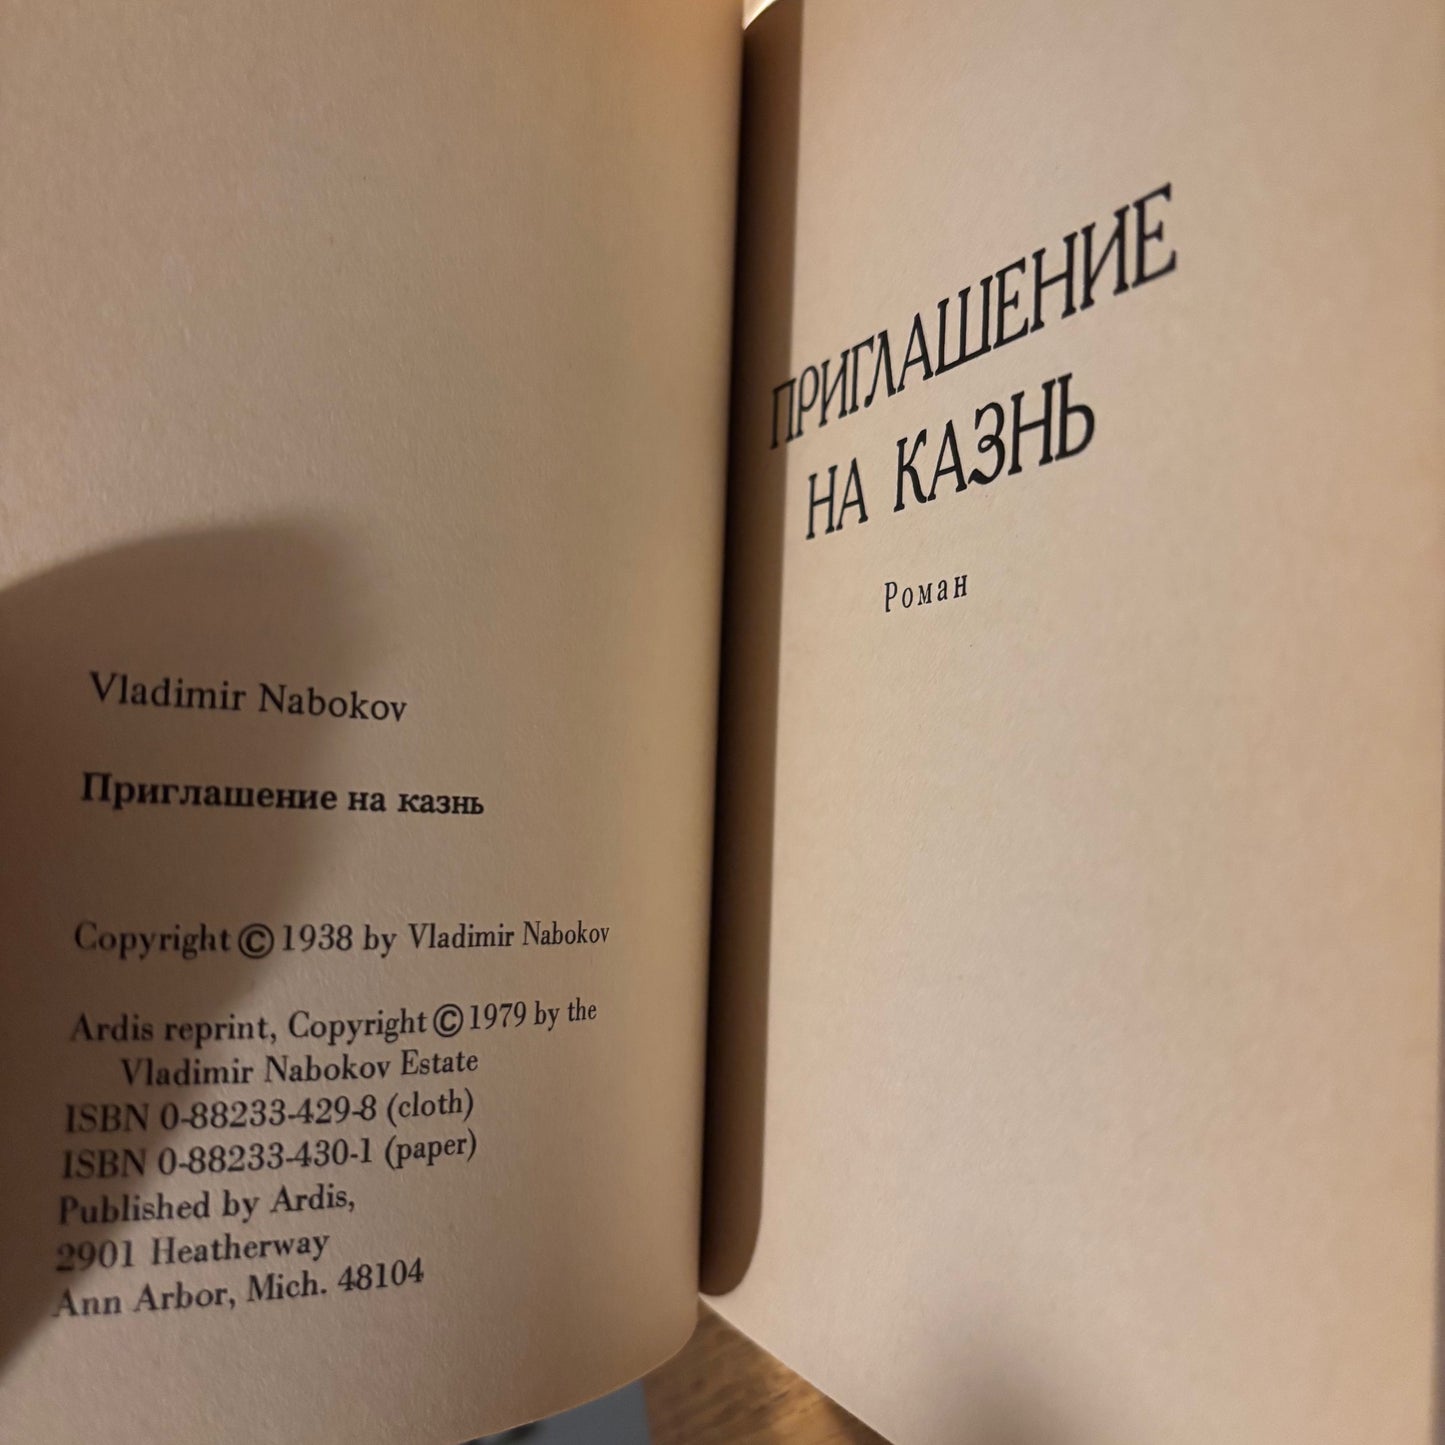 Vladimir Nabokov
Приглашение на казнь
Copyright © 1938 by Vladimir Nabokov
Ardis reprint, Copyright © 1979 by the
Vladimir Nabokov Estate
ISBN 0-88233-429-8 (cloth)
ISBN 0-88233-430-1 (paper)
Published by Ardis,
2901 Heatherway
Ann Arbor, Mich. 48104
ПРИГЛАШЕНИЕ
НА КАЗНЬ
Роман